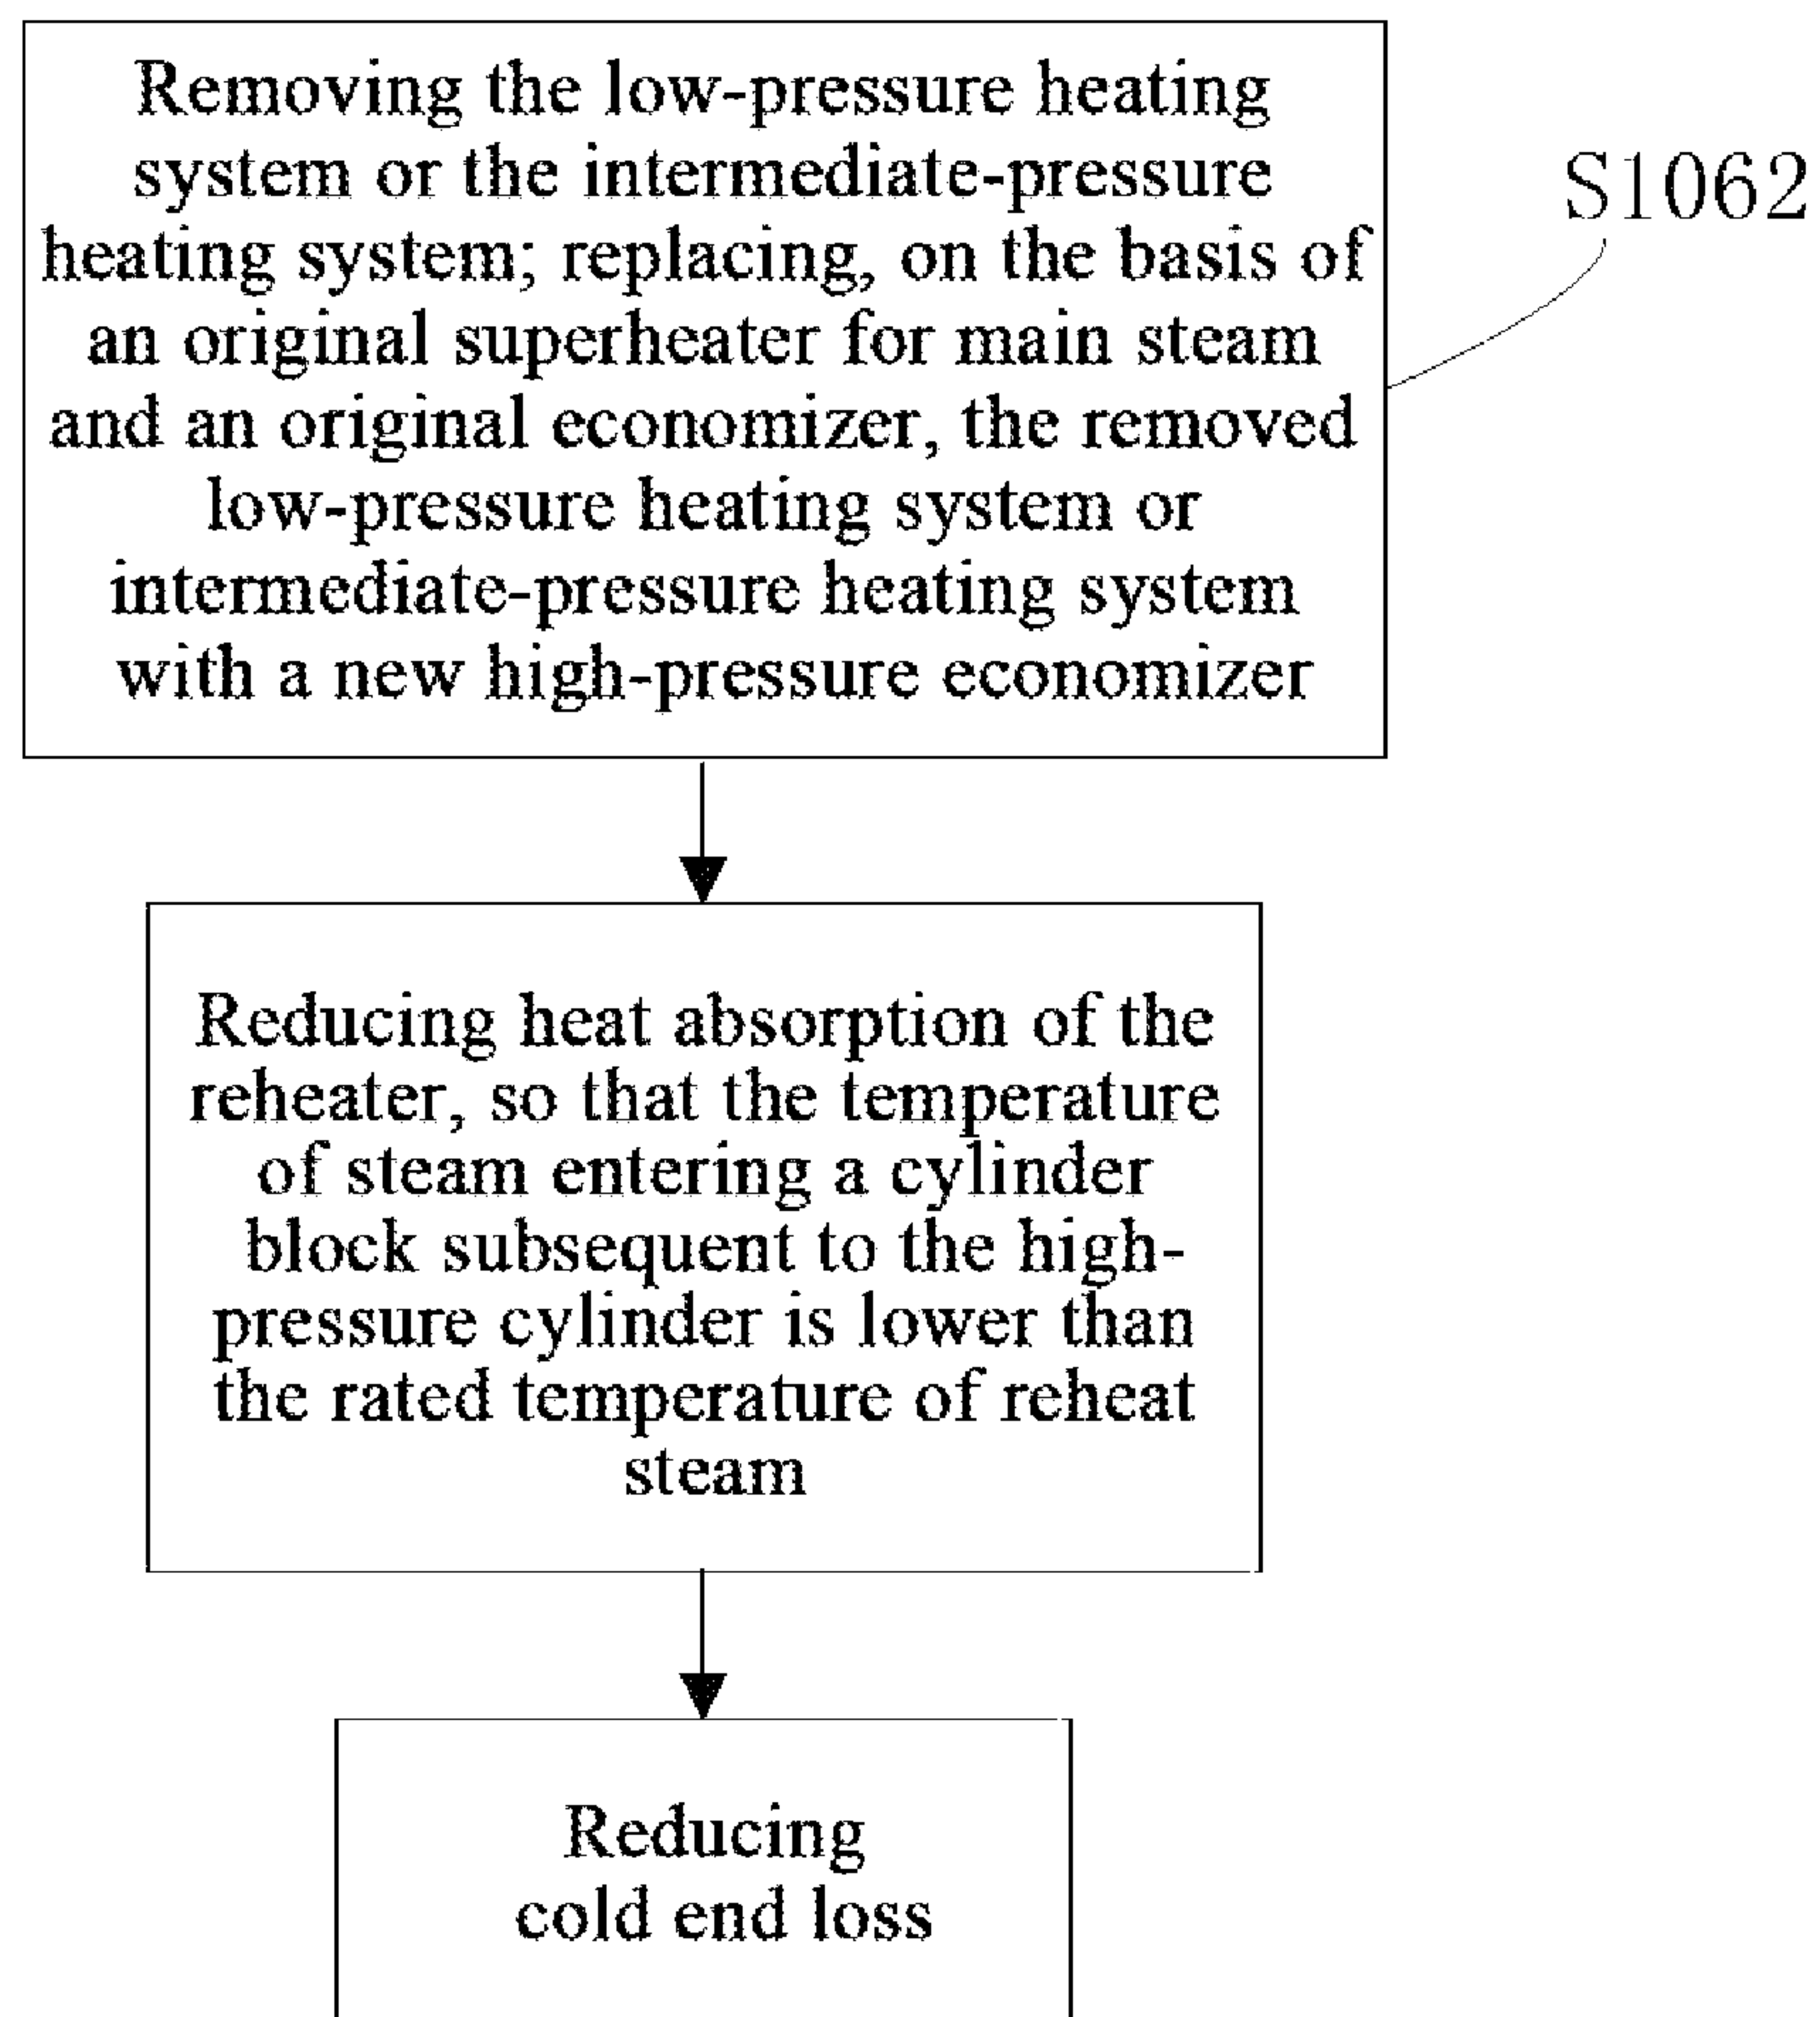 Removing the low-pressure heating
system or the intermediate-pressure
heating system; replacing, on the basis of
an original superheater for main steam
and an original economizer, the removed
low-pressure heating system or
intermediate-pressure heating system
with a new high-pressure economizer
S1062
Reducing heat absorption of the
reheater, so that the temperature
of steam entering a cylinder
block subsequent to the high-
pressure cylinder is lower than
the rated temperature of reheat
steam
Reducing
cold end loss